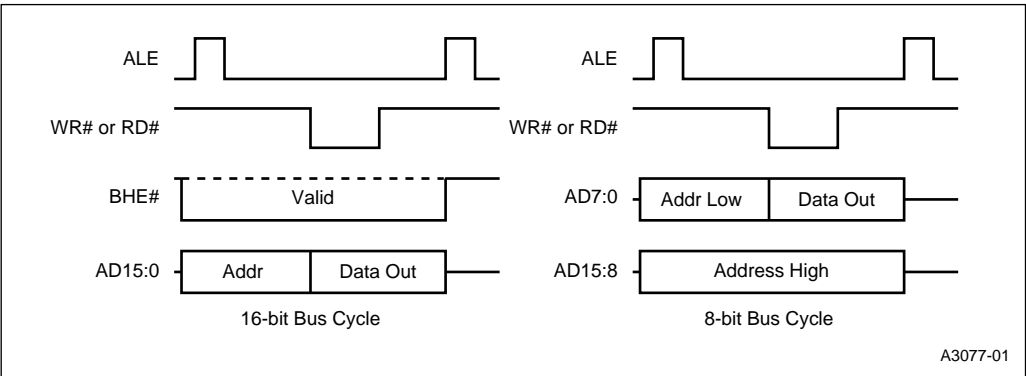 ALE
WR# or RD#
BHE#
Valid
AD15:0
Addr
Data Out
16-bit Bus Cycle
ALE
WR# or RD#
AD7:0
Addr Low
Data Out
AD15:8
Address High
8-bit Bus Cycle
A3077-01